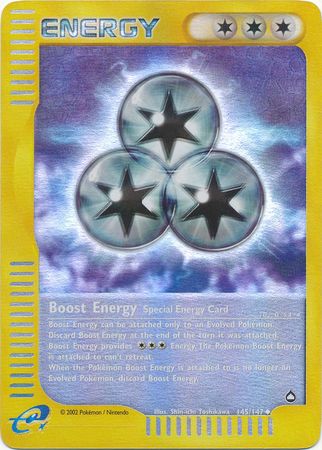 ENERGY
Boost Energy Special Energy Card
Boost Energy can be attached only to an Evolved Pokémon.
Discard Boost Energy at the end of the turn it was attached.
Boost Energy provides Energy. The Pokémon Boost Energy
is attached to can't retreat.
When the Pokémon Boost Energy is attached to is no longer an
Evolved Pokémon, discard Boost Energy.
e
© 2002 Pokémon / Nintendo Illus. Shin-ichi Yoshikawa 145/147